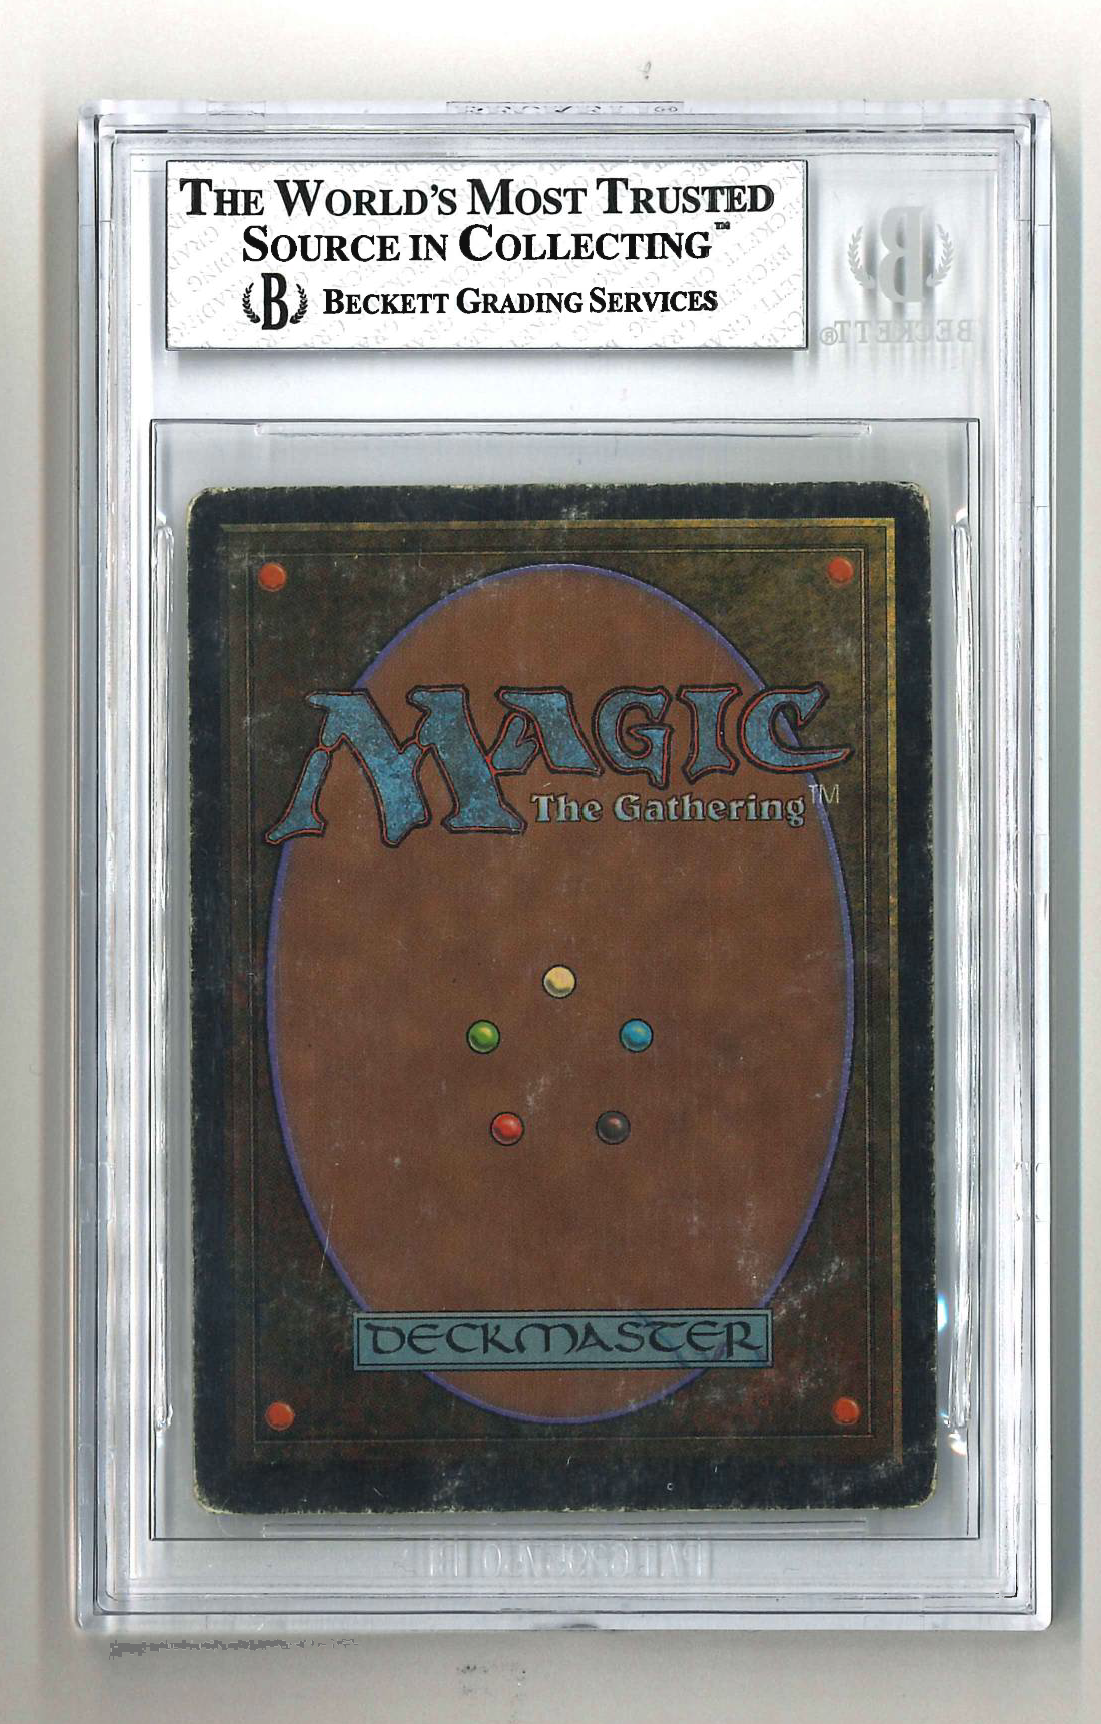 THE WORLD'S MOST TRUSTED
SOURCE IN COLLECTING™
B BECKETT GRADING SERVICES
B
BECKETT®
MAGIC
The Gathering™
DECKMASTER